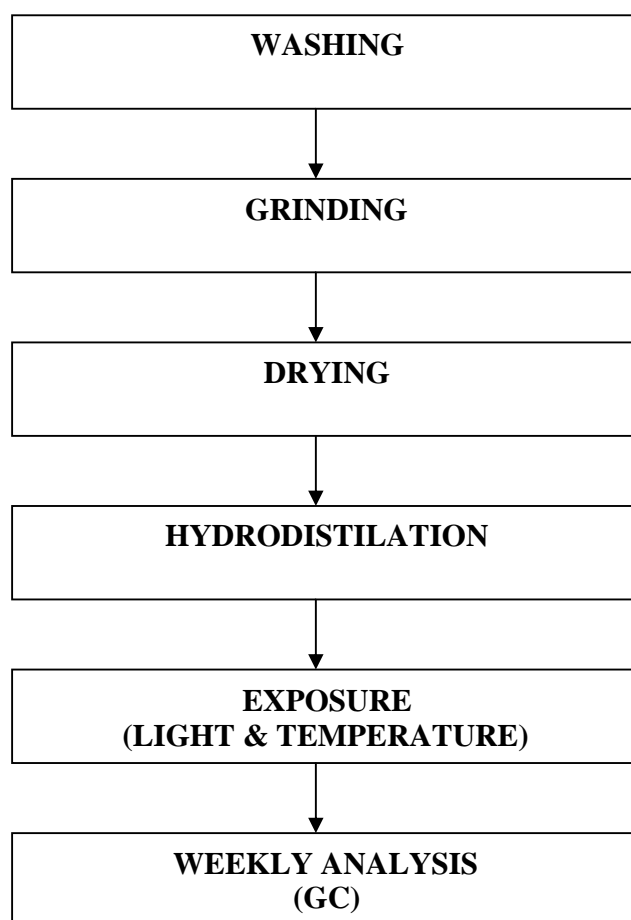 WASHING
GRINDING
DRYING
HYDRODISTILATION
EXPOSURE
(LIGHT & TEMPERATURE)
WEEKLY ANALYSIS
(GC)